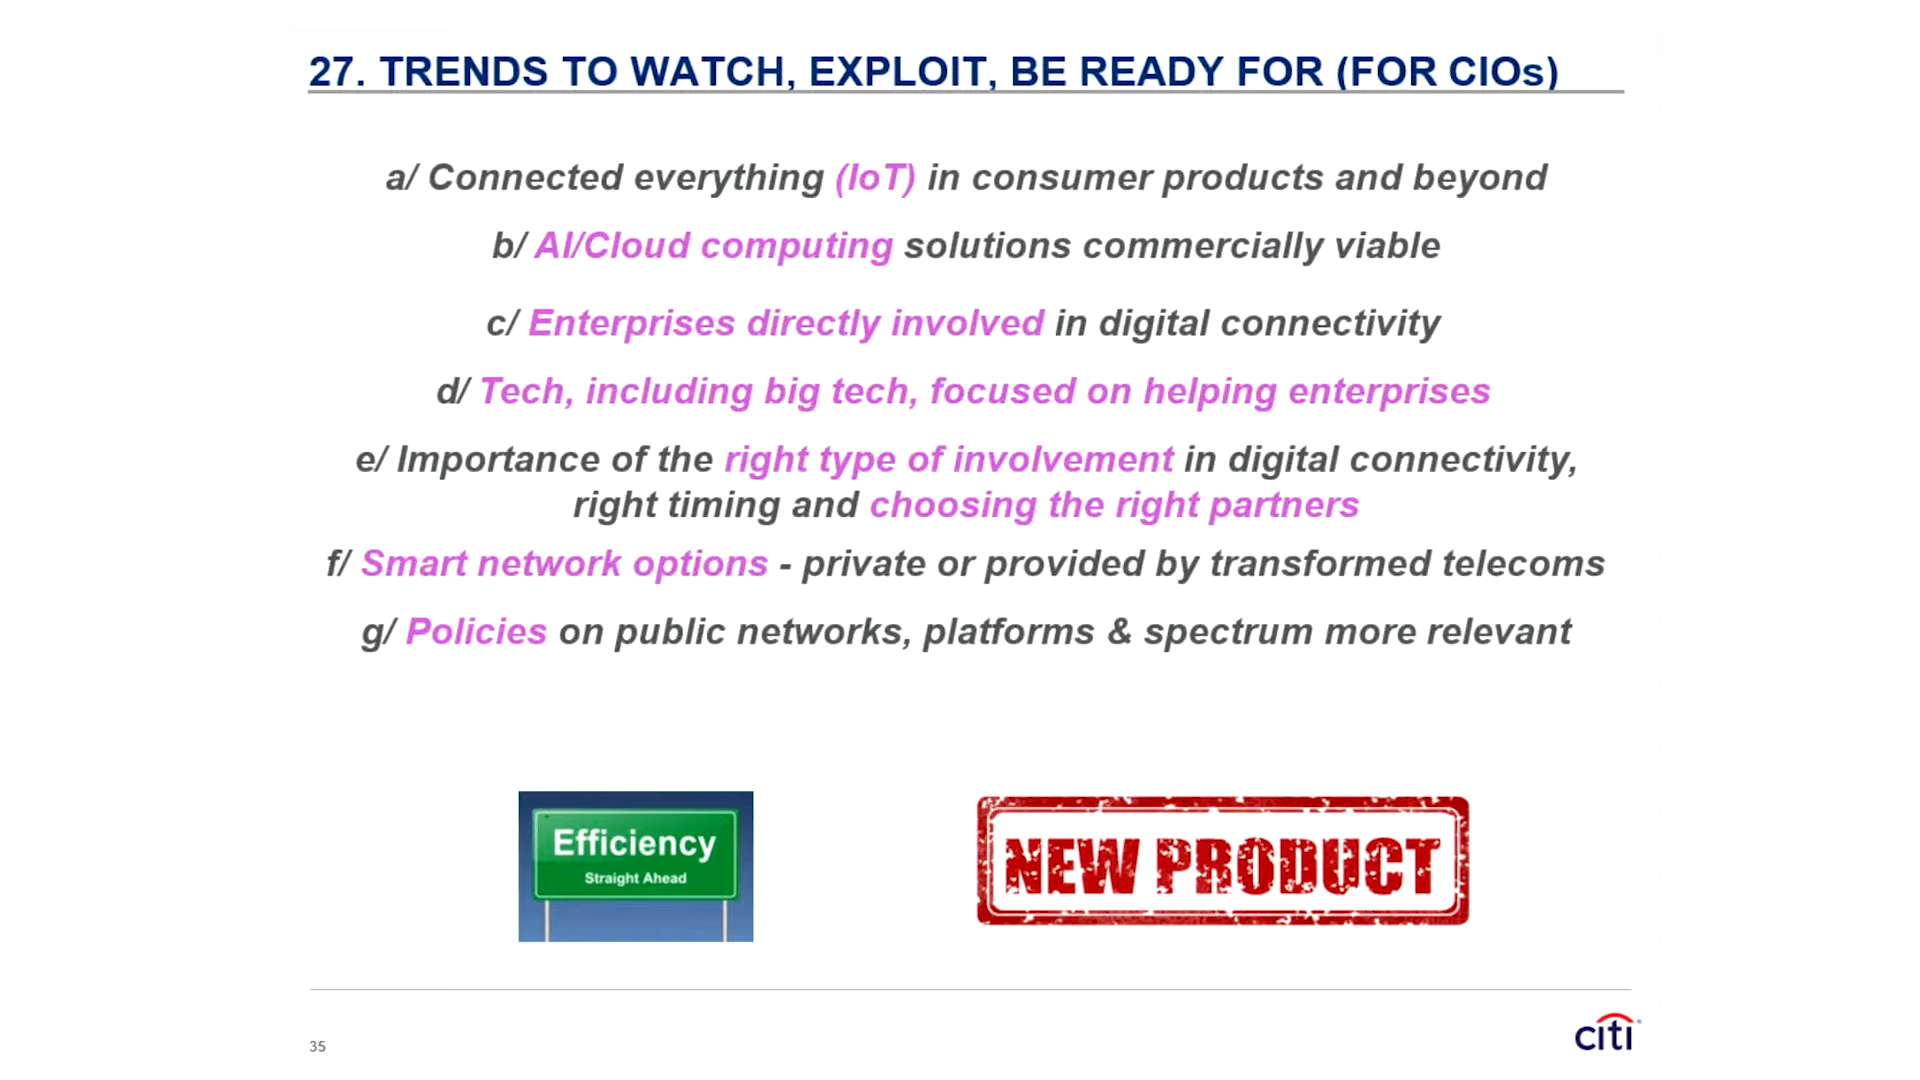 27. TRENDS TO WATCH, EXPLOIT, BE READY FOR (FOR CIOs)
a/ Connected everything (IoT) in consumer products and beyond
b/ AI/Cloud computing solutions commercially viable
c/ Enterprises directly involved in digital connectivity
d/ Tech, including big tech, focused on helping enterprises
e/ Importance of the right type of involvement in digital connectivity,
right timing and choosing the right partners
f/ Smart network options - private or provided by transformed telecoms
g/ Policies on public networks, platforms & spectrum more relevant
Efficiency
Straight Ahead
NEW PRODUCT
35
citi